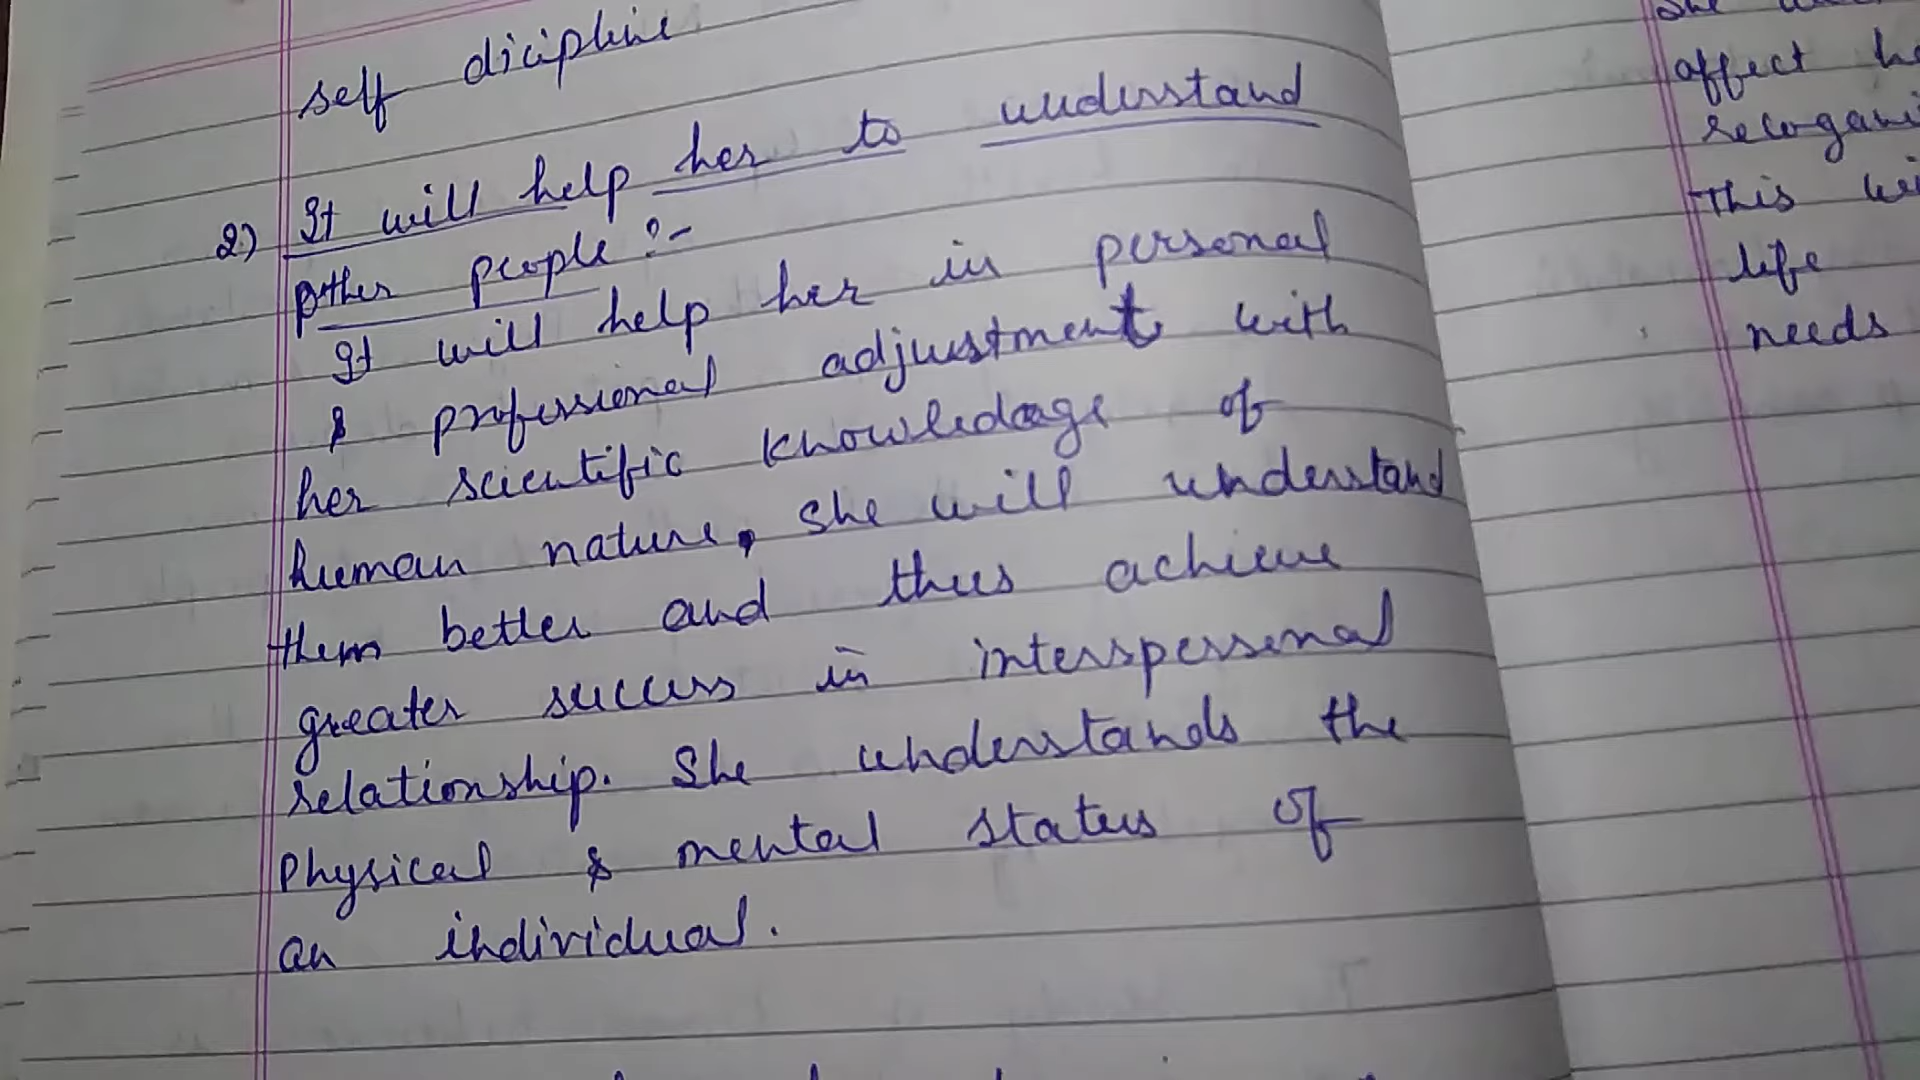 self dicipline
2) It will help her to understand
other people :-
It will help her in personal
& professional adjustment with
her scientific knowledage of
human nature, she will understand
them better and thus achieve
greater success in interspersonal
relationship. She understands the
Physical & mental status of
an individual.
affect
This
life
needs